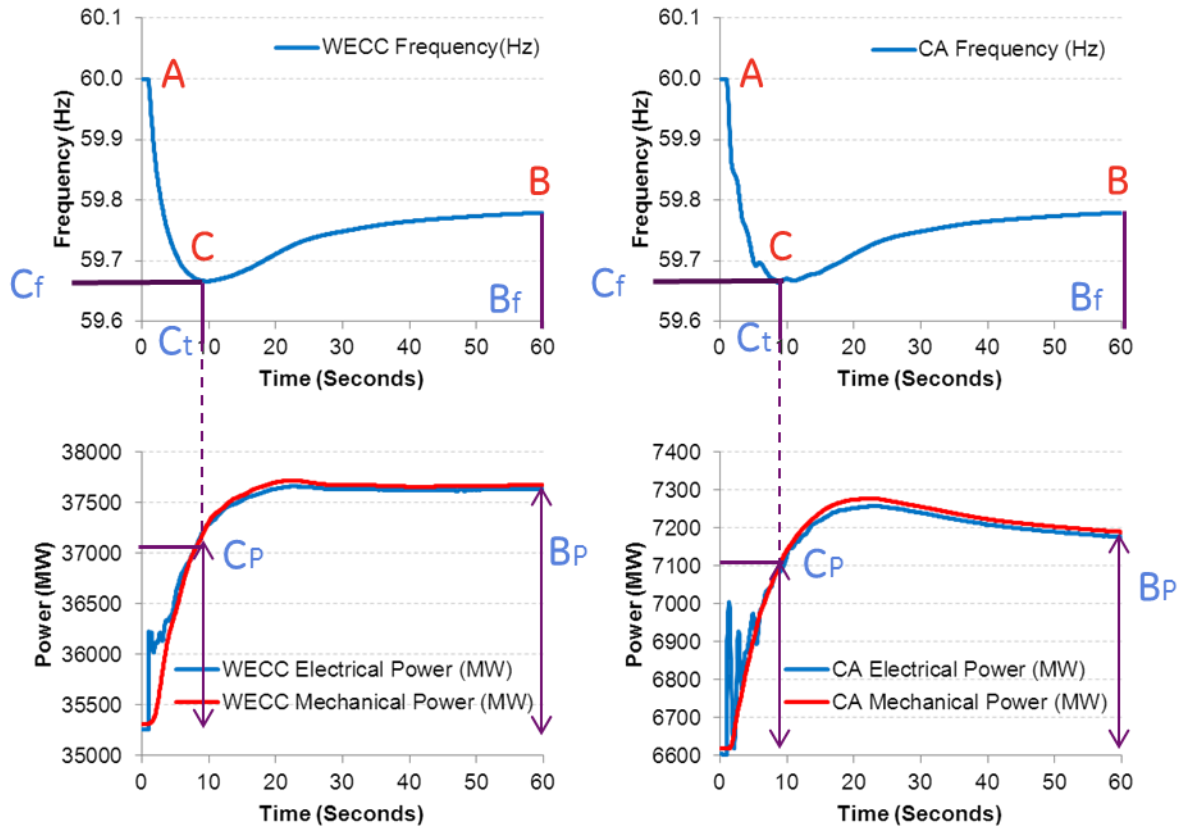 60.1
60.0
59.9
59.8
59.7
59.6
Frequency (Hz)
WECC Frequency(Hz)
A
B
C
Cf
Bf
Ct
0 10 20 30 40 50 60
Time (Seconds)
60.1
60.0
59.9
59.8
59.7
59.6
Frequency (Hz)
CA Frequency (Hz)
A
B
C
Cf
Bf
Ct
0 10 20 30 40 50 60
Time (Seconds)
38000
37500
37000
36500
36000
35500
35000
Power (MW)
CP
BP
WECC Electrical Power (MW)
WECC Mechanical Power (MW)
0 10 20 30 40 50 60
Time (Seconds)
7400
7300
7200
7100
7000
6900
6800
6700
6600
Power (MW)
CP
BP
CA Electrical Power (MW)
CA Mechanical Power (MW)
0 10 20 30 40 50 60
Time (Seconds)